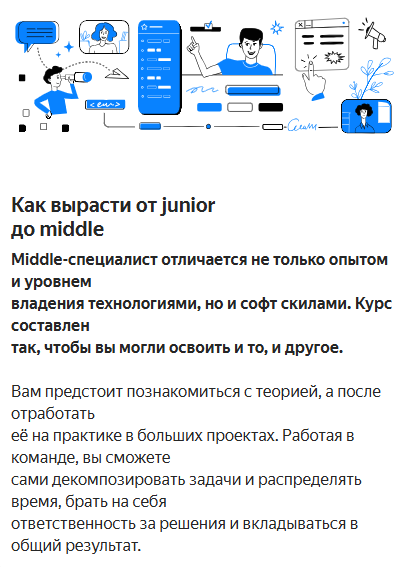 Как вырасти от junior
до middle
Middle-специалист отличается не только опытом
и уровнем
владения технологиями, но и софт скилами. Курс
составлен
так, чтобы вы могли освоить и то, и другое.
Вам предстоит познакомиться с теорией, а после
отработать
её на практике в больших проектах. Работая в
команде, вы сможете
сами декомпозировать задачи и распределять
время, брать на себя
ответственность за решения и вкладываться в
общий результат.